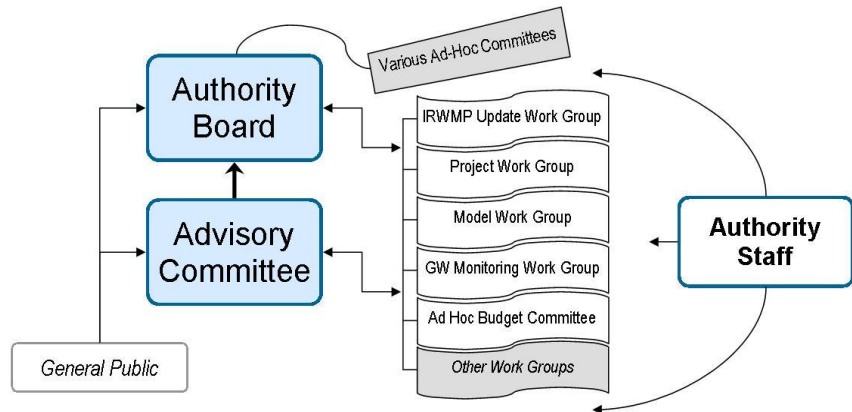 Various Ad-Hoc Committees
Authority
Board
IRWMP Update Work Group
Project Work Group
Model Work Group
Advisory
Committee
GW Monitoring Work Group
Ad Hoc Budget Committee
Other Work Groups
Authority
Staff
General Public